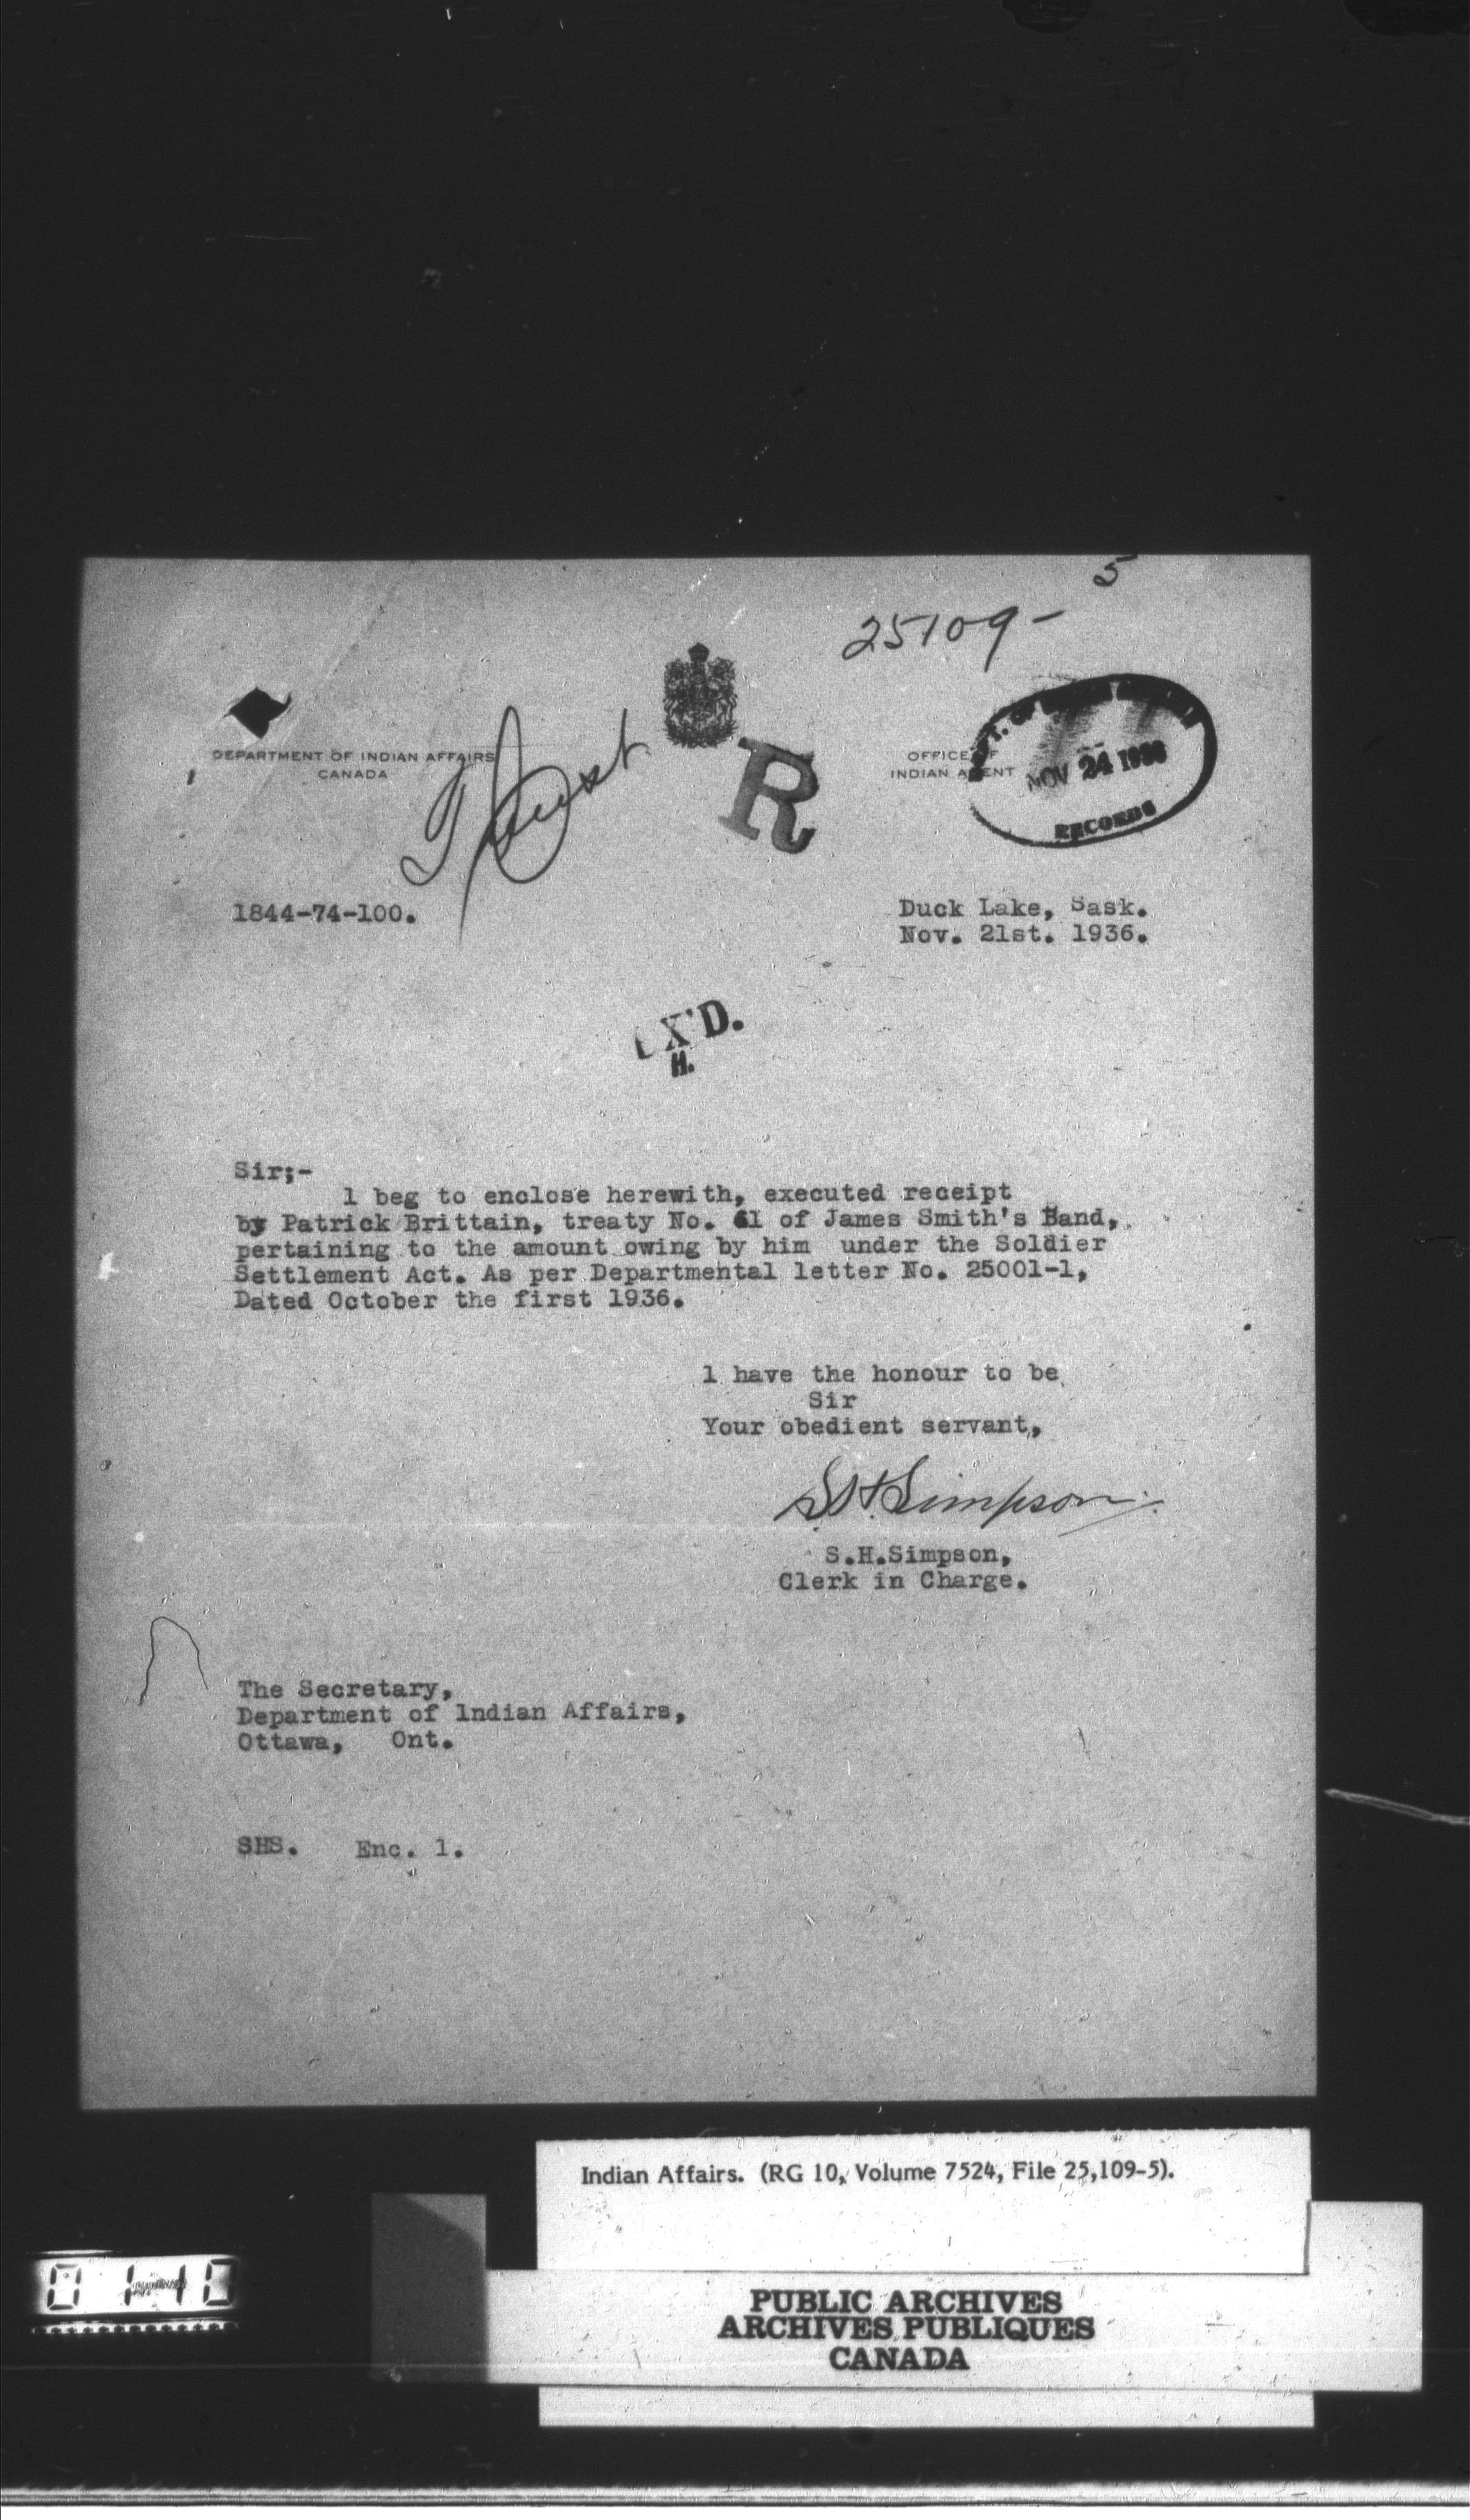 5
25109-
DEPARTMENT OF INDIAN AFFAIRS
CANADA
Trust
R
OFFICE OF
INDIAN AGENT
NOV 24 1936
RECORDS
1844-74-100.
Duck Lake, Sask.
Nov. 21st. 1936.
X'D.
H.
Sir;-
1 beg to enclose herewith, executed receipt
by Patrick Brittain, treaty No. 61 of James Smith's Band,
pertaining to the amount owing by him under the Soldier
Settlement Act. As per Departmental letter No. 25001-1,
Dated October the first 1936.
1 have the honour to be
Sir
Your obedient servant,
S.H.Simpson.
S.H.Simpson,
Clerk in Charge.
The Secretary,
Department of 1ndian Affairs,
Ottawa, Ont.
SHS. Enc. 1.
Indian Affairs. (RG 10, Volume 7524, File 25,109-5).
PUBLIC ARCHIVES
ARCHIVES PUBLIQUES
CANADA